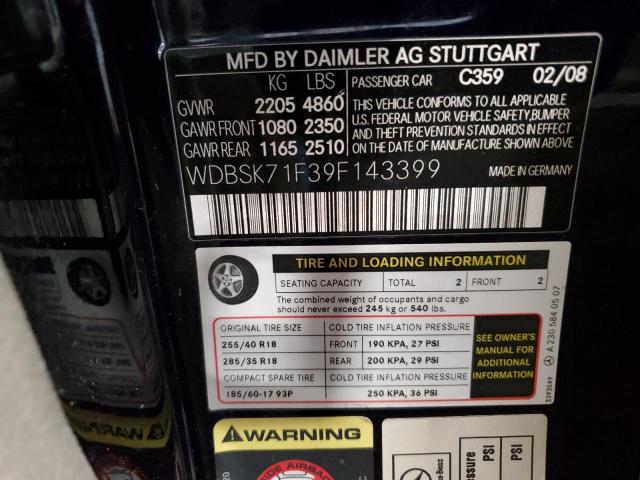 MFD BY DAIMLER AG STUTTGART
KG LBS PASSENGER CAR C359 02/08
GVWR 2205 4860
GAWR FRONT 1080 2350
GAWR REAR 1165 2510
THIS VEHICLE CONFORMS TO ALL APPLICABLE
U.S. FEDERAL MOTOR VEHICLE SAFETY,BUMPER
AND THEFT PREVENTION STANDARDS IN EFFECT
ON THE DATE OF MANUFACTURE SHOWN ABOVE
WDBSK71F39F143399 MADE IN GERMANY
TIRE AND LOADING INFORMATION
SEATING CAPACITY TOTAL 2 FRONT 2
The combined weight of occupants and cargo
should never exceed 245 kg or 540 lbs.
ORIGINAL TIRE SIZE COLD TIRE INFLATION PRESSURE
255/40 R18 FRONT 190 KPA, 27 PSI
285/35 R18 REAR 200 KPA, 29 PSI
COMPACT SPARE TIRE COLD TIRE INFLATION PRESSURE
185/60-17 93P 250 KPA, 36 PSI
SEE OWNER'S
MANUAL FOR
ADDITIONAL
INFORMATION
A 230 584 05 07
3393549
WARNING
SIDE AIRBAG
PSI
PSI